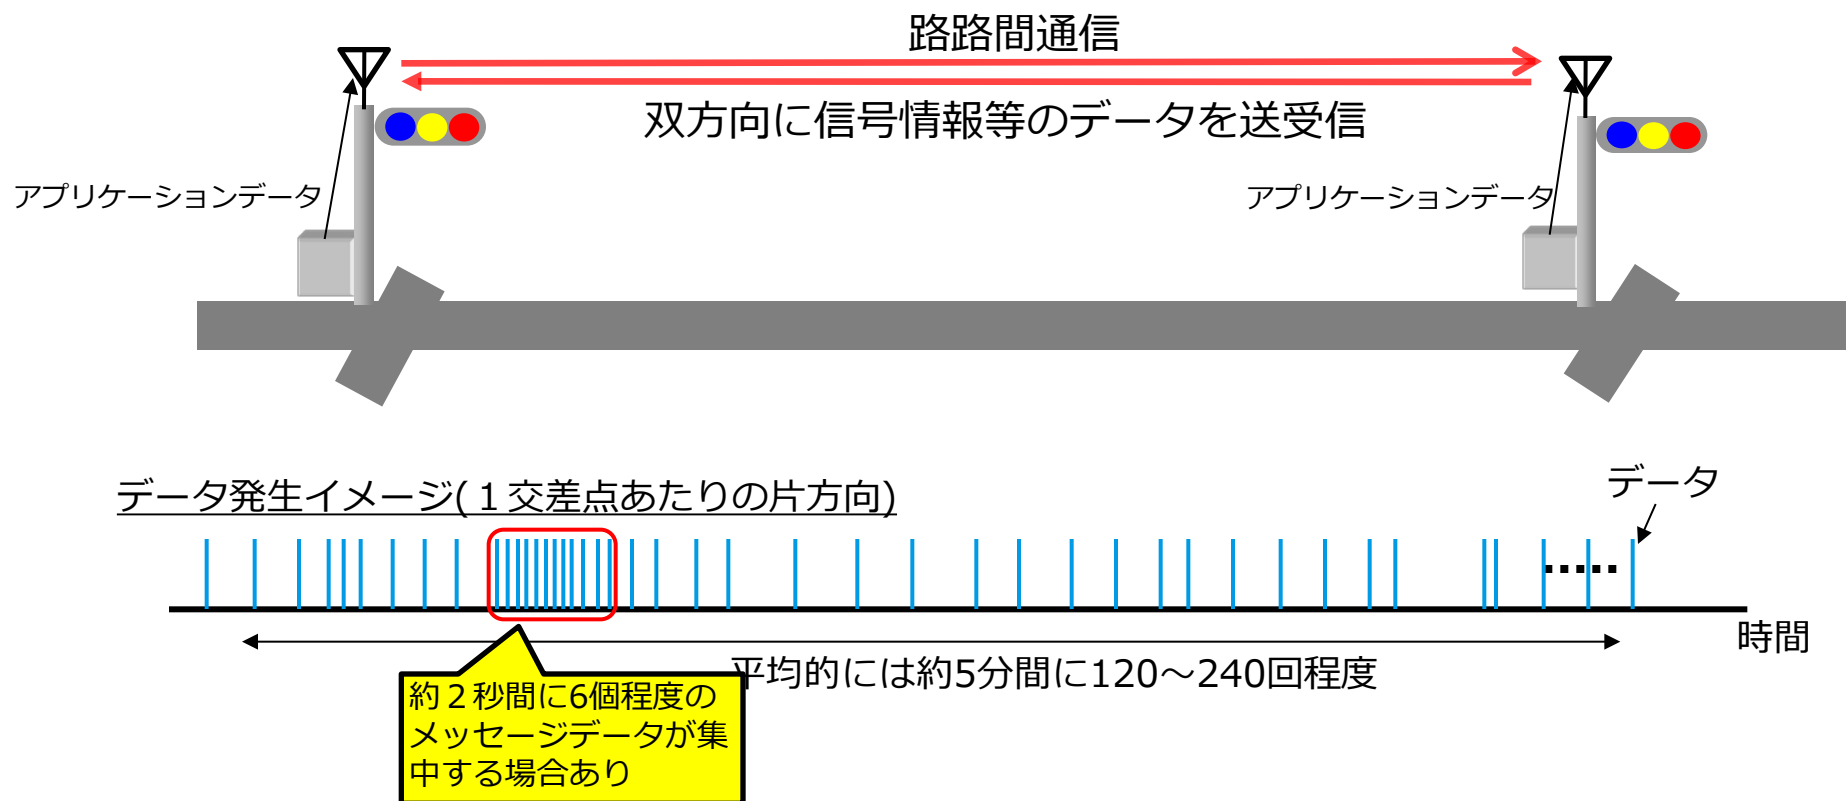 路路間通信
双方向に信号情報等のデータを送受信
アプリケーションデータ
アプリケーションデータ
データ発生イメージ(１交差点あたりの片方向)
データ
時間
平均的には約5分間に120～240回程度
約２秒間に6個程度の
メッセージデータが集
中する場合あり